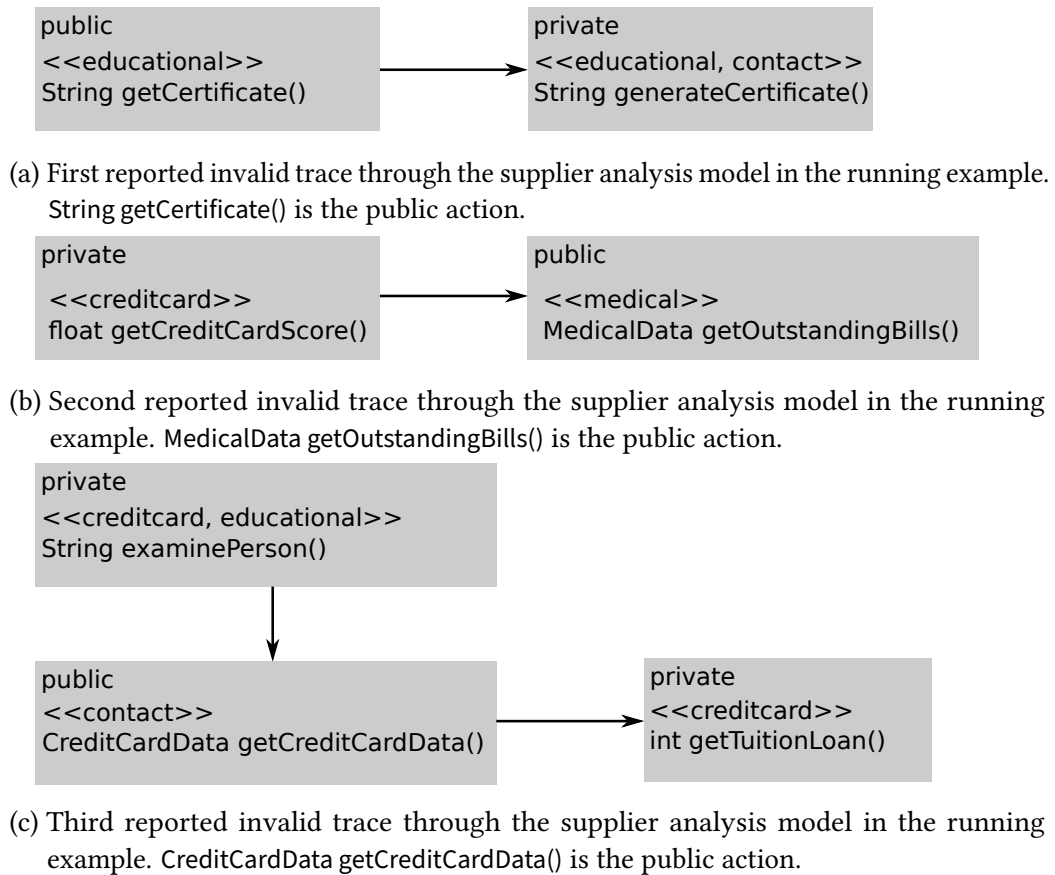 public
<<educational>>
String getCertificate()
private
<<educational, contact>>
String generateCertificate()
(a) First reported invalid trace through the supplier analysis model in the running example.
String getCertificate() is the public action.
private
<<creditcard>>
float getCreditCardScore()
public
<<medical>>
MedicalData getOutstandingBills()
(b) Second reported invalid trace through the supplier analysis model in the running
example. MedicalData getOutstandingBills() is the public action.
private
<<creditcard, educational>>
String examinePerson()
public
<<contact>>
CreditCardData getCreditCardData()
private
<<creditcard>>
int getTuitionLoan()
(c) Third reported invalid trace through the supplier analysis model in the running
example. CreditCardData getCreditCardData() is the public action.